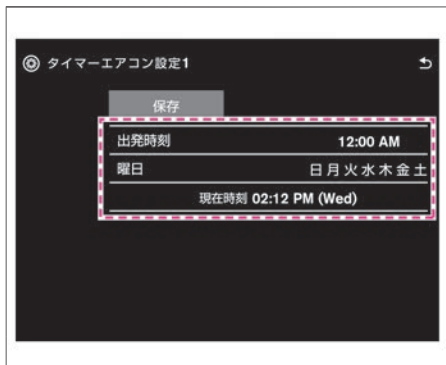 タイマーエアコン設定1
保存
出発時刻 12:00 AM
曜日 日月火水木金土
現在時刻 02:12 PM (Wed)